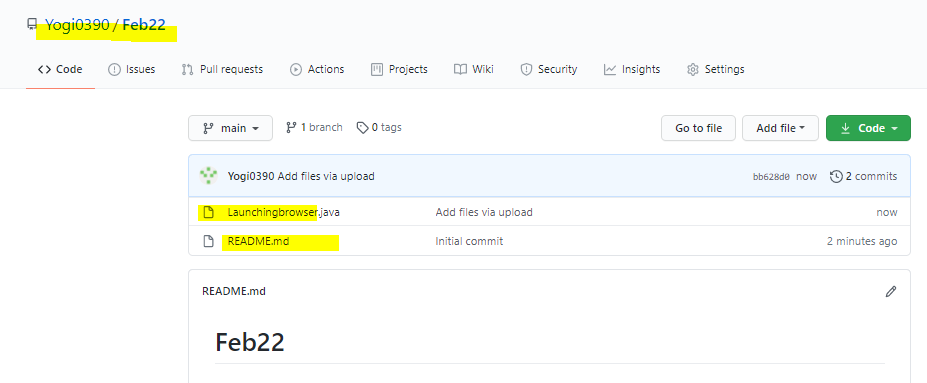 Yogi0390 / Feb22
Code Issues Pull requests Actions Projects Wiki Security Insights Settings
main 1 branch 0 tags Go to file Add file Code
Yogi0390 Add files via upload bb628d0 now 2 commits
Launchingbrowser.java Add files via upload now
README.md Initial commit 2 minutes ago
README.md
Feb22